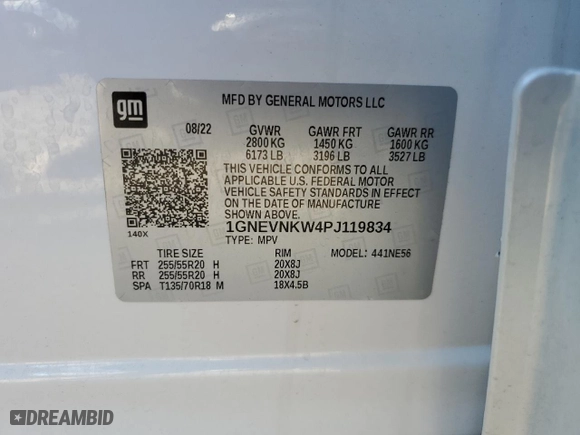 gm
MFD BY GENERAL MOTORS LLC
08/22 GVWR GAWR FRT GAWR RR
2800 KG 1450 KG 1600 KG
6173 LB 3196 LB 3527 LB
THIS VEHICLE CONFORMS TO ALL
APPLICABLE U.S. FEDERAL MOTOR
VEHICLE SAFETY STANDARDS IN EFFECT
ON THE DATE OF MANUFACTURE
SHOWN ABOVE.
140X
1GNEVNKW4PJ119834
TYPE: MPV
TIRE SIZE RIM MODEL: 441NE56
FRT 255/55R20 H 20X8J
RR 255/55R20 H 20X8J
SPA T135/70R18 M 18X4.5B
DREAMBID